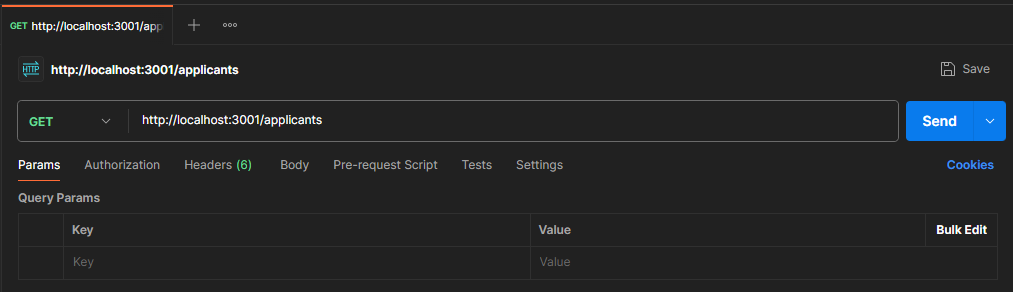 GET http://localhost:3001/app
HTTP http://localhost:3001/applicants Save
GET http://localhost:3001/applicants Send
Params Authorization Headers (6) Body Pre-request Script Tests Settings Cookies
Query Params
Key Value Bulk Edit
Key Value